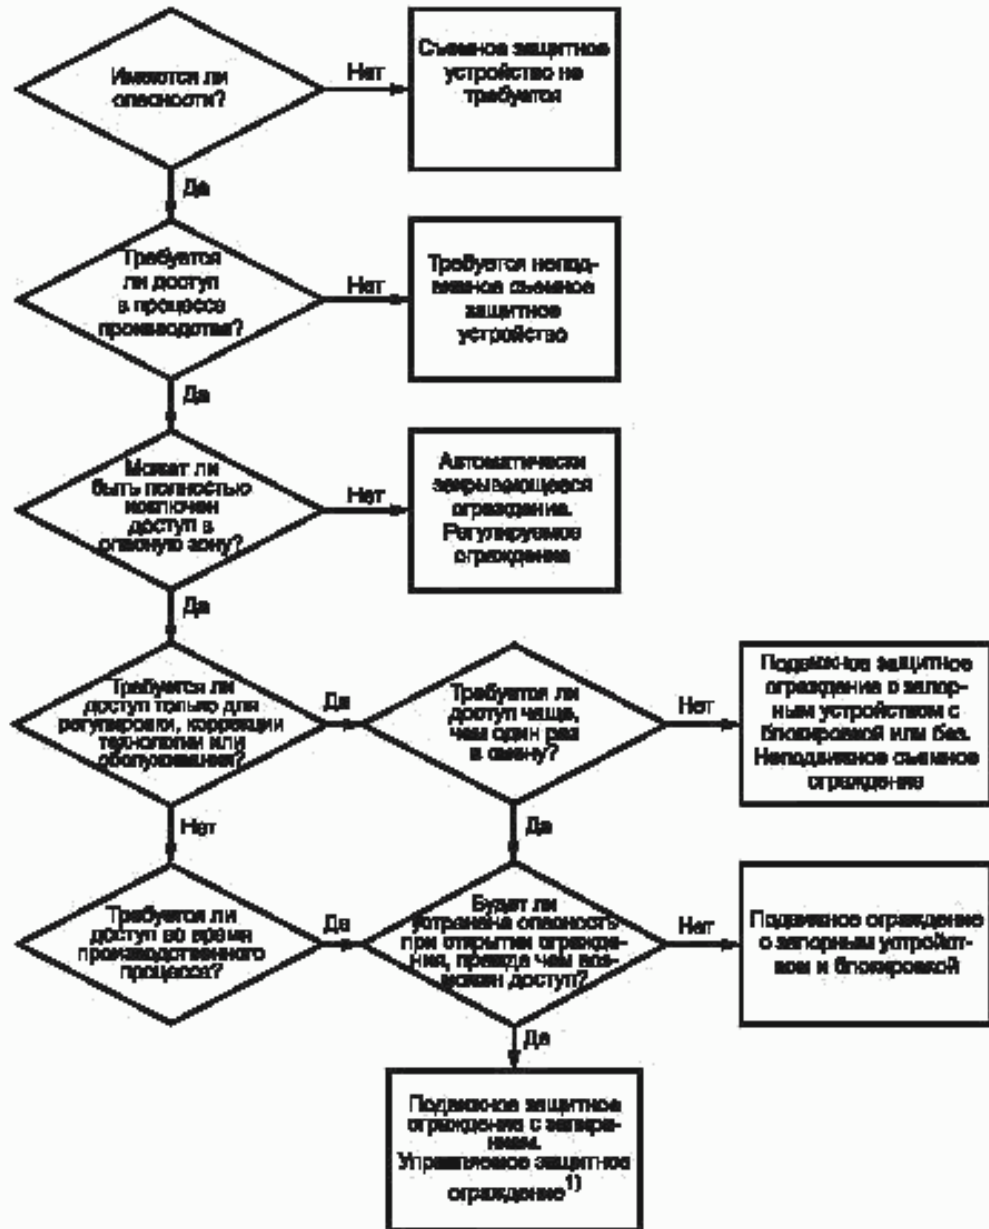 Имеются ли
опасности?
Нет
Съемное защитное
устройство не
требуется
Да
Требуется
ли доступ
в процессе
производства?
Нет
Требуется непод-
вижное съемное
защитное
устройство
Да
Может ли
быть полностью
исключен
доступ в
опасную зону?
Нет
Автоматически
закрывающееся
ограждение.
Регулируемое
ограждение
Да
Требуется ли
доступ только для
регулировки, коррекции
технологии или
обслуживания?
Да
Требуется ли
доступ чаще,
чем один раз
в смену?
Нет
Подвижное защитное
ограждение с запор-
ным устройством с
блокировкой или без.
Неподвижное съемное
ограждение
Нет
Да
Требуется ли
доступ во время
производственного
процесса?
Да
Будет ли
устранена опасность
при открытии огражде-
ния, прежде чем воз-
можен доступ?
Нет
Подвижное ограждение
с запорным устройст-
вом и блокировкой
Да
Подвижное защитное
ограждение с запира-
нием.
Управляемое защитное
ограждение1)